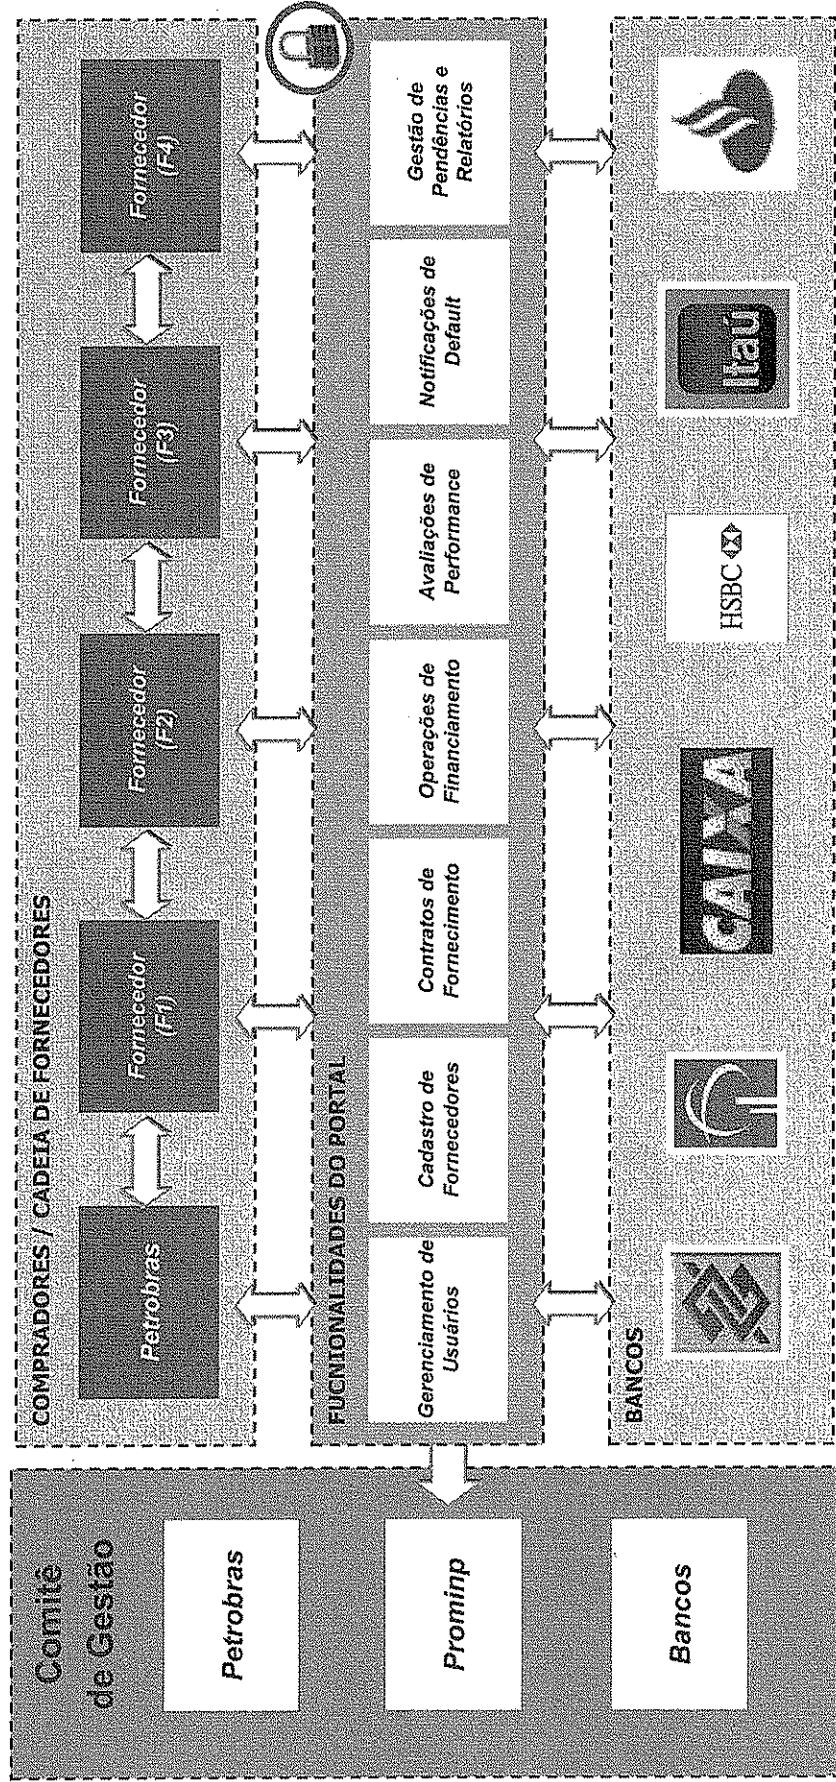 Comitê
de Gestão
Petrobras
Prominp
Bancos
COMPRADORES / CADEIA DE FORNECEDORES
Petrobras
Fornecedor
(F1)
Fornecedor
(F2)
Fornecedor
(F3)
Fornecedor
(F4)
FUCNIONALIDADES DO PORTAL
Gerenciamento de
Usuários
Cadastro de
Fornecedores
Contratos de
Fornecimento
Operações de
Financiamento
Avaliações de
Performance
Notificações de
Default
Gestão de
Pendências e
Relatórios
BANCOS
CAIXA
HSBC
Itaú